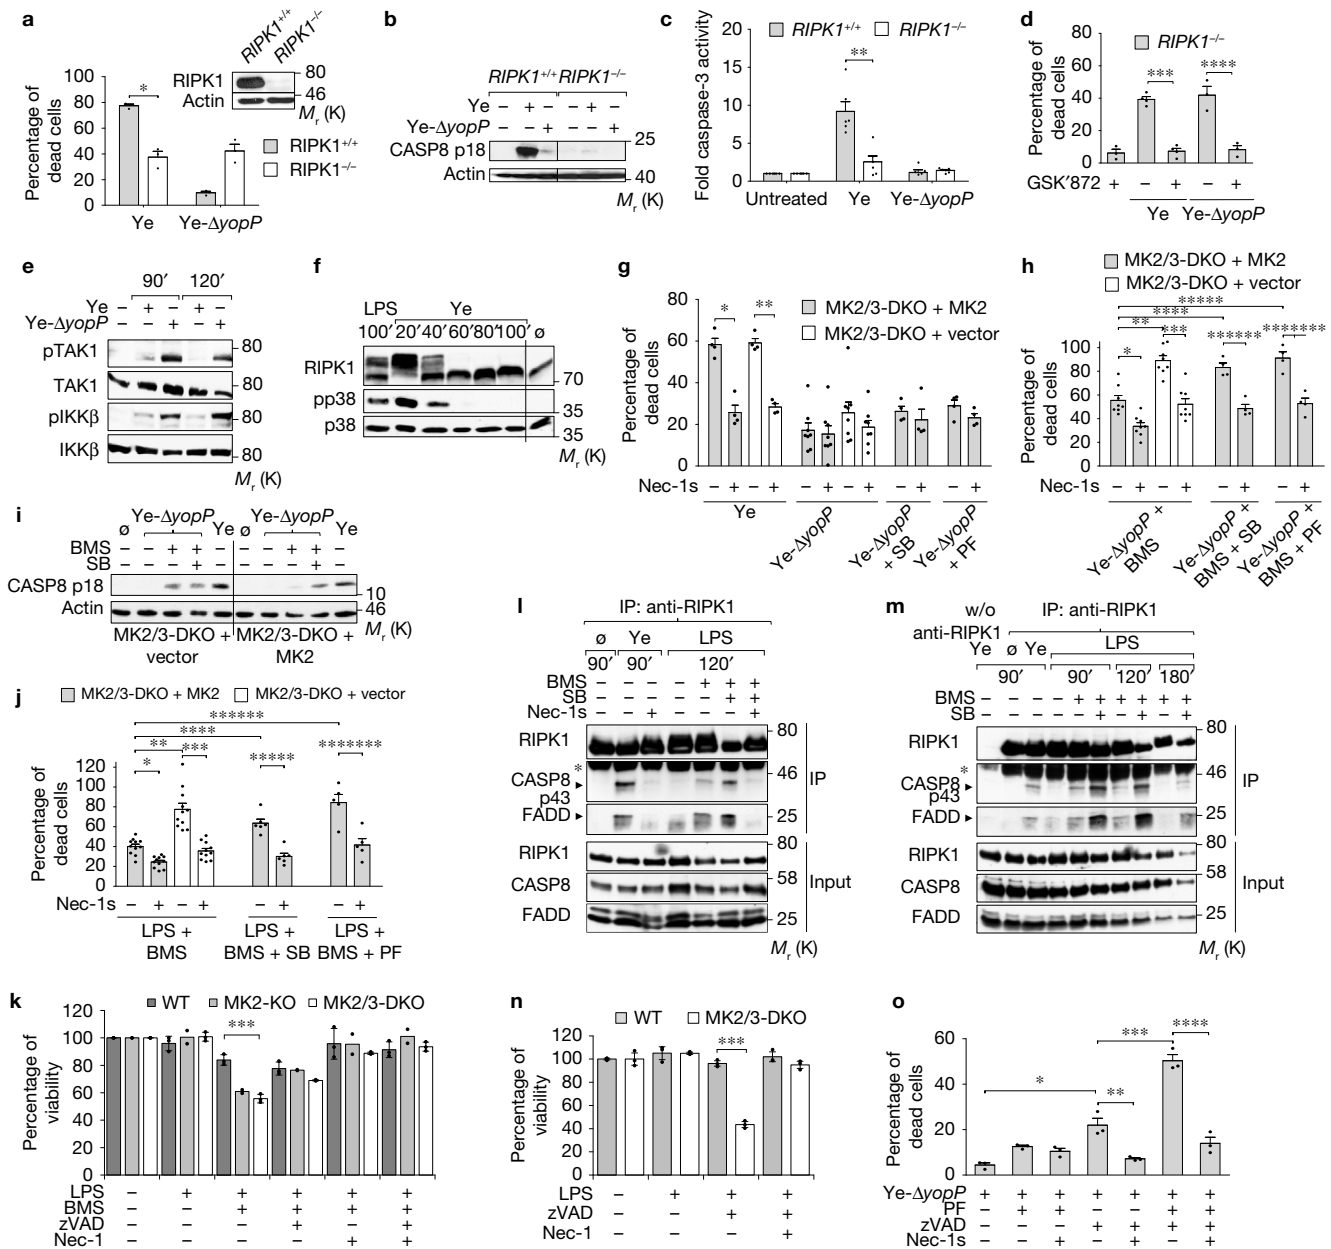 a
RIPK1+/+
RIPK1−/−
RIPK1
Actin
80
46
Mr (K)
Percentage of dead cells
100
80
60
40
20
0
*
RIPK1+/+
RIPK1−/−
Ye
Ye-ΔyopP
b
RIPK1+/+ RIPK1−/−
Ye
− + − − + −
Ye-ΔyopP
− − + − − +
CASP8 p18
25
Actin
40
Mr (K)
c
RIPK1+/+ RIPK1−/−
Fold caspase-3 activity
20
15
10
5
0
**
Untreated Ye Ye-ΔyopP
d
RIPK1−/−
Percentage of dead cells
80
60
40
20
0
*** ****
GSK′872 + − + − +
Ye Ye-ΔyopP
e
90′ 120′
Ye − + − + −
Ye-ΔyopP − − + − +
pTAK1 80
TAK1 80
pIKKβ 80
IKKβ 80
Mr (K)
f
LPS Ye
100′ 20′ 40′ 60′ 80′ 100′ ø
RIPK1 70
pp38 35
p38 35
Mr (K)
g
MK2/3-DKO + MK2
MK2/3-DKO + vector
Percentage of dead cells
80
60
40
20
0
* **
Nec-1s − + − + − + − + − + − +
Ye
Ye-ΔyopP
Ye-ΔyopP + SB
Ye-ΔyopP + PF
h
MK2/3-DKO + MK2
MK2/3-DKO + vector
Percentage of dead cells
100
80
60
40
20
0
*****
****
** *** ****** *******
*
Nec-1s − + − + − + − +
Ye-ΔyopP + BMS
Ye-ΔyopP + BMS + SB
Ye-ΔyopP + BMS + PF
i
ø Ye-ΔyopP Ye ø Ye-ΔyopP Ye
BMS − − + + − − − + + −
SB − − − + − − − − + −
CASP8 p18 10
Actin 46
MK2/3-DKO + vector
MK2/3-DKO + MK2
Mr (K)
j
MK2/3-DKO + MK2 MK2/3-DKO + vector
Percentage of dead cells
120
100
80
60
40
20
0
******
****
** *** ***** *******
*
Nec-1s − + − + − + − +
LPS + BMS
LPS + BMS + SB
LPS + BMS + PF
l
IP: anti-RIPK1
ø Ye LPS
90′ 90′ 120′
BMS − − − − + + +
SB − − − − − + +
Nec-1s − − + − − − +
RIPK1 80
*
CASP8 p43 46
FADD 25
IP
RIPK1 80
CASP8 58
FADD 25
Input
Mr (K)
m
w/o anti-RIPK1
IP: anti-RIPK1
Ye ø Ye LPS
90′ 90′ 120′ 180′
BMS − − − − + + + + + +
SB − − − − − + − + − +
RIPK1 80
*
CASP8 p43 46
FADD 25
IP
RIPK1 80
CASP8 58
FADD 25
Input
Mr (K)
k
WT MK2-KO MK2/3-DKO
Percentage of viability
120
100
80
60
40
20
0
***
LPS − + + + + +
BMS − − + + + +
zVAD − − − + − +
Nec-1 − − − − + +
n
WT MK2/3-DKO
Percentage of viability
120
100
80
60
40
20
0
***
LPS − + + +
zVAD − − + +
Nec-1 − − − +
o
Percentage of dead cells
60
40
20
0
* ** *** ****
Ye-ΔyopP + + + + + + +
PF − + + − − + +
zVAD − − − + + + +
Nec-1s − − + − + − +